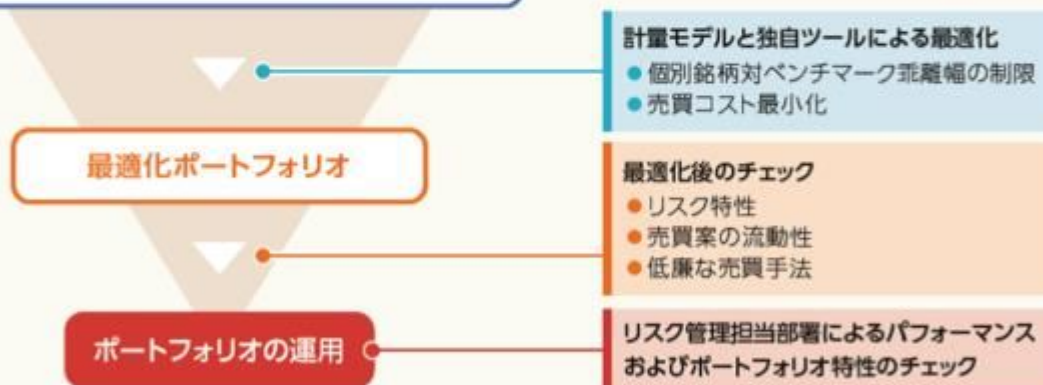 計量モデルと独自ツールによる最適化
● 個別銘柄対ベンチマーク乖離幅の制限
● 売買コスト最小化
最適化ポートフォリオ
最適化後のチェック
● リスク特性
● 売買案の流動性
● 低廉な売買手法
ポートフォリオの運用
リスク管理担当部署によるパフォーマンス
およびポートフォリオ特性のチェック